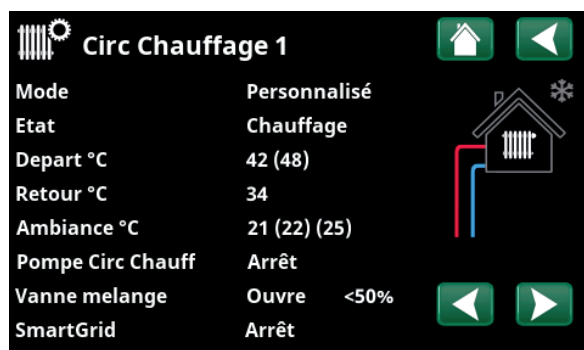 Circ Chauffage 1
Mode Personnalisé
Etat Chauffage
Depart °C 42 (48)
Retour °C 34
Ambiance °C 21 (22) (25)
Pompe Circ Chauff Arrêt
Vanne melange Ouvre <50%
SmartGrid Arrêt